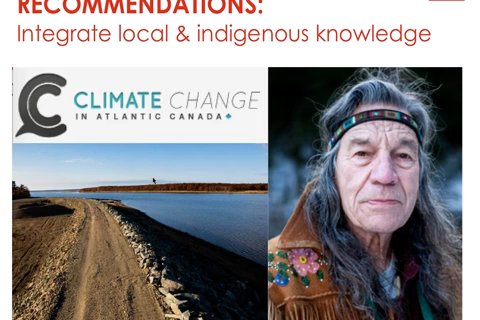 RECOMMENDATIONS:
Integrate local & indigenous knowledge
CLIMATE CHANGE
IN ATLANTIC CANADA